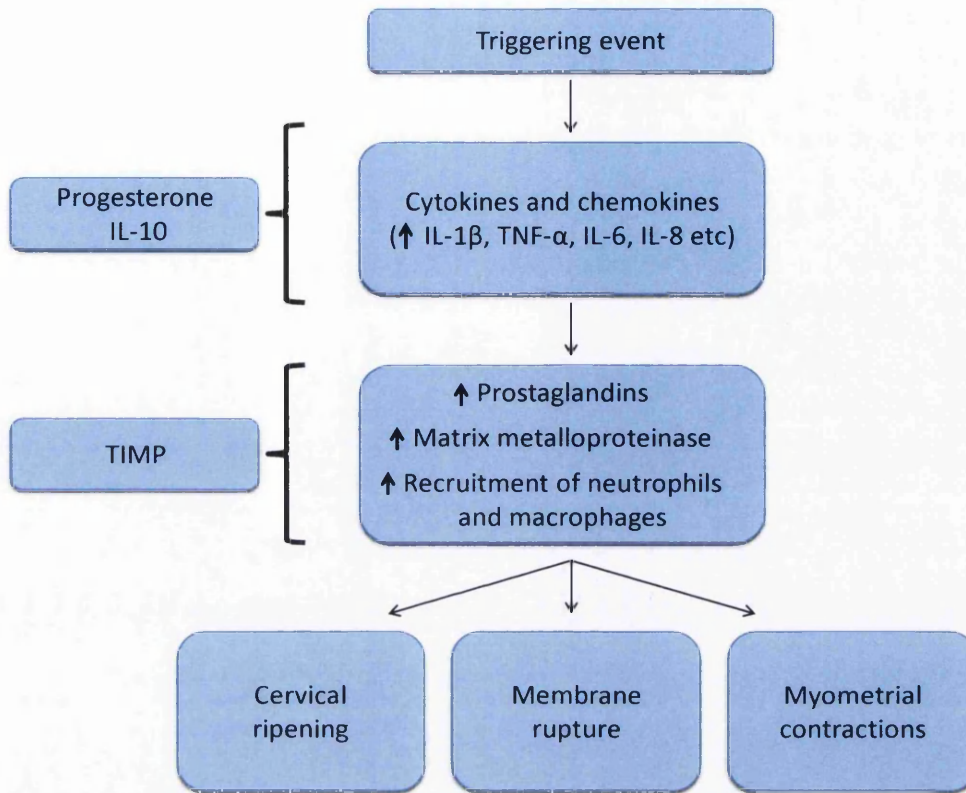 Triggering event
Progesterone
IL-10
Cytokines and chemokines
(↑ IL-1β, TNF-α, IL-6, IL-8 etc)
TIMP
↑ Prostaglandins
↑ Matrix metalloproteinase
↑ Recruitment of neutrophils
and macrophages
Cervical
ripening
Membrane
rupture
Myometrial
contractions